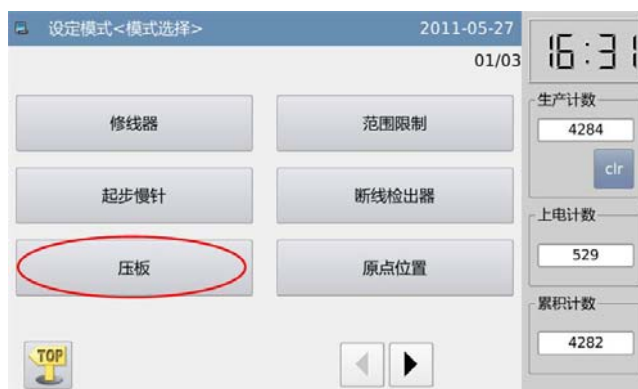 设定模式<模式选择>
2011-05-27
01/03
修线器
范围限制
起步慢针
断线检出器
压板
原点位置
TOP
16:31
生产计数
4284
clr
上电计数
529
累积计数
4282